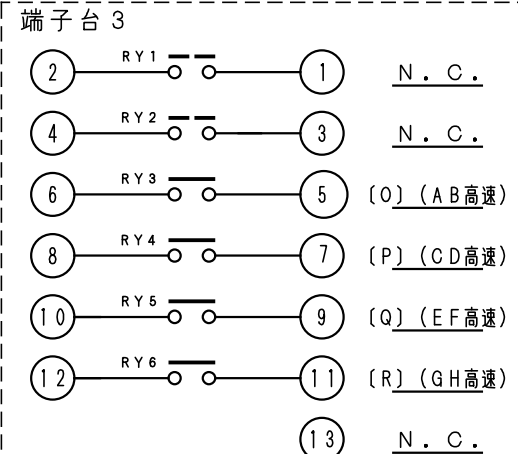 端子台3
2 RY1 1 N.C.
4 RY2 3 N.C.
6 RY3 5 〔O〕(AB高速)
8 RY4 7 〔P〕(CD高速)
10 RY5 9 〔Q〕(EF高速)
12 RY6 11 〔R〕(GH高速)
13 N.C.